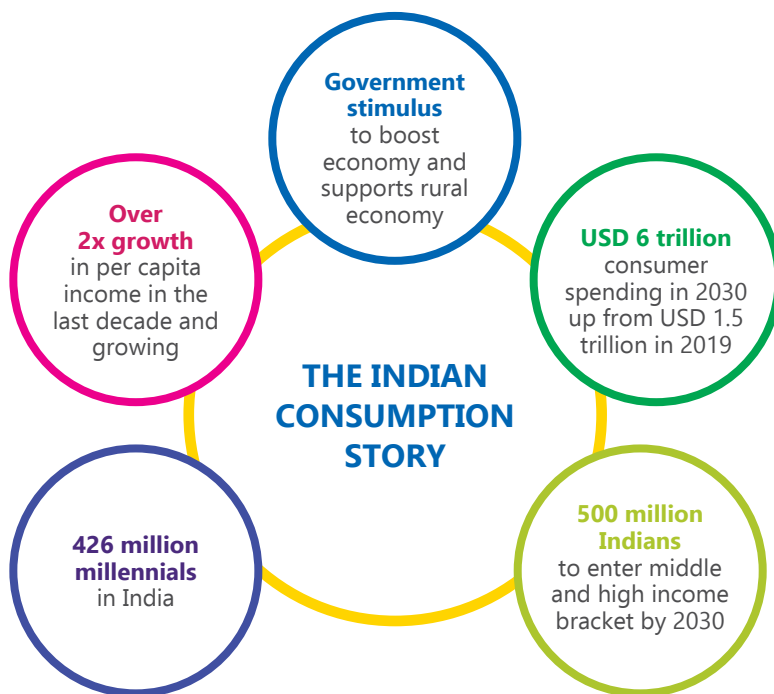 Government
stimulus
to boost
economy and
supports rural
economy
Over
2x growth
in per capita
income in the
last decade and
growing
USD 6 trillion
consumer
spending in 2030
up from USD 1.5
trillion in 2019
THE INDIAN
CONSUMPTION
STORY
426 million
millennials
in India
500 million
Indians
to enter middle
and high income
bracket by 2030